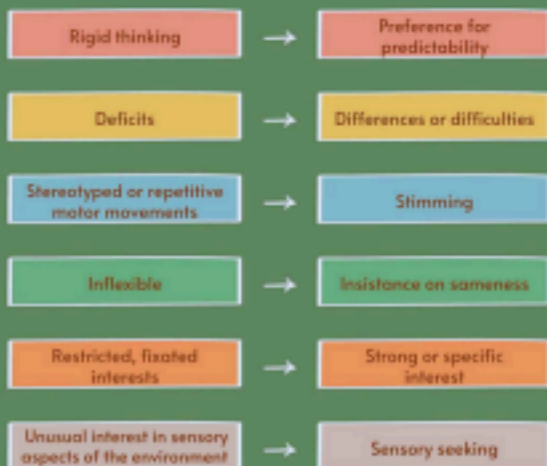 Rigid thinking
Preference for
predictability
Deficits
Differences or difficulties
Stereotyped or repetitive
motor movements
Stimming
Inflexible
Insistance on sameness
Restricted, fixated
interests
Strong or specific
interest
Unusual interest in sensory
aspects of the environment
Sensory seeking